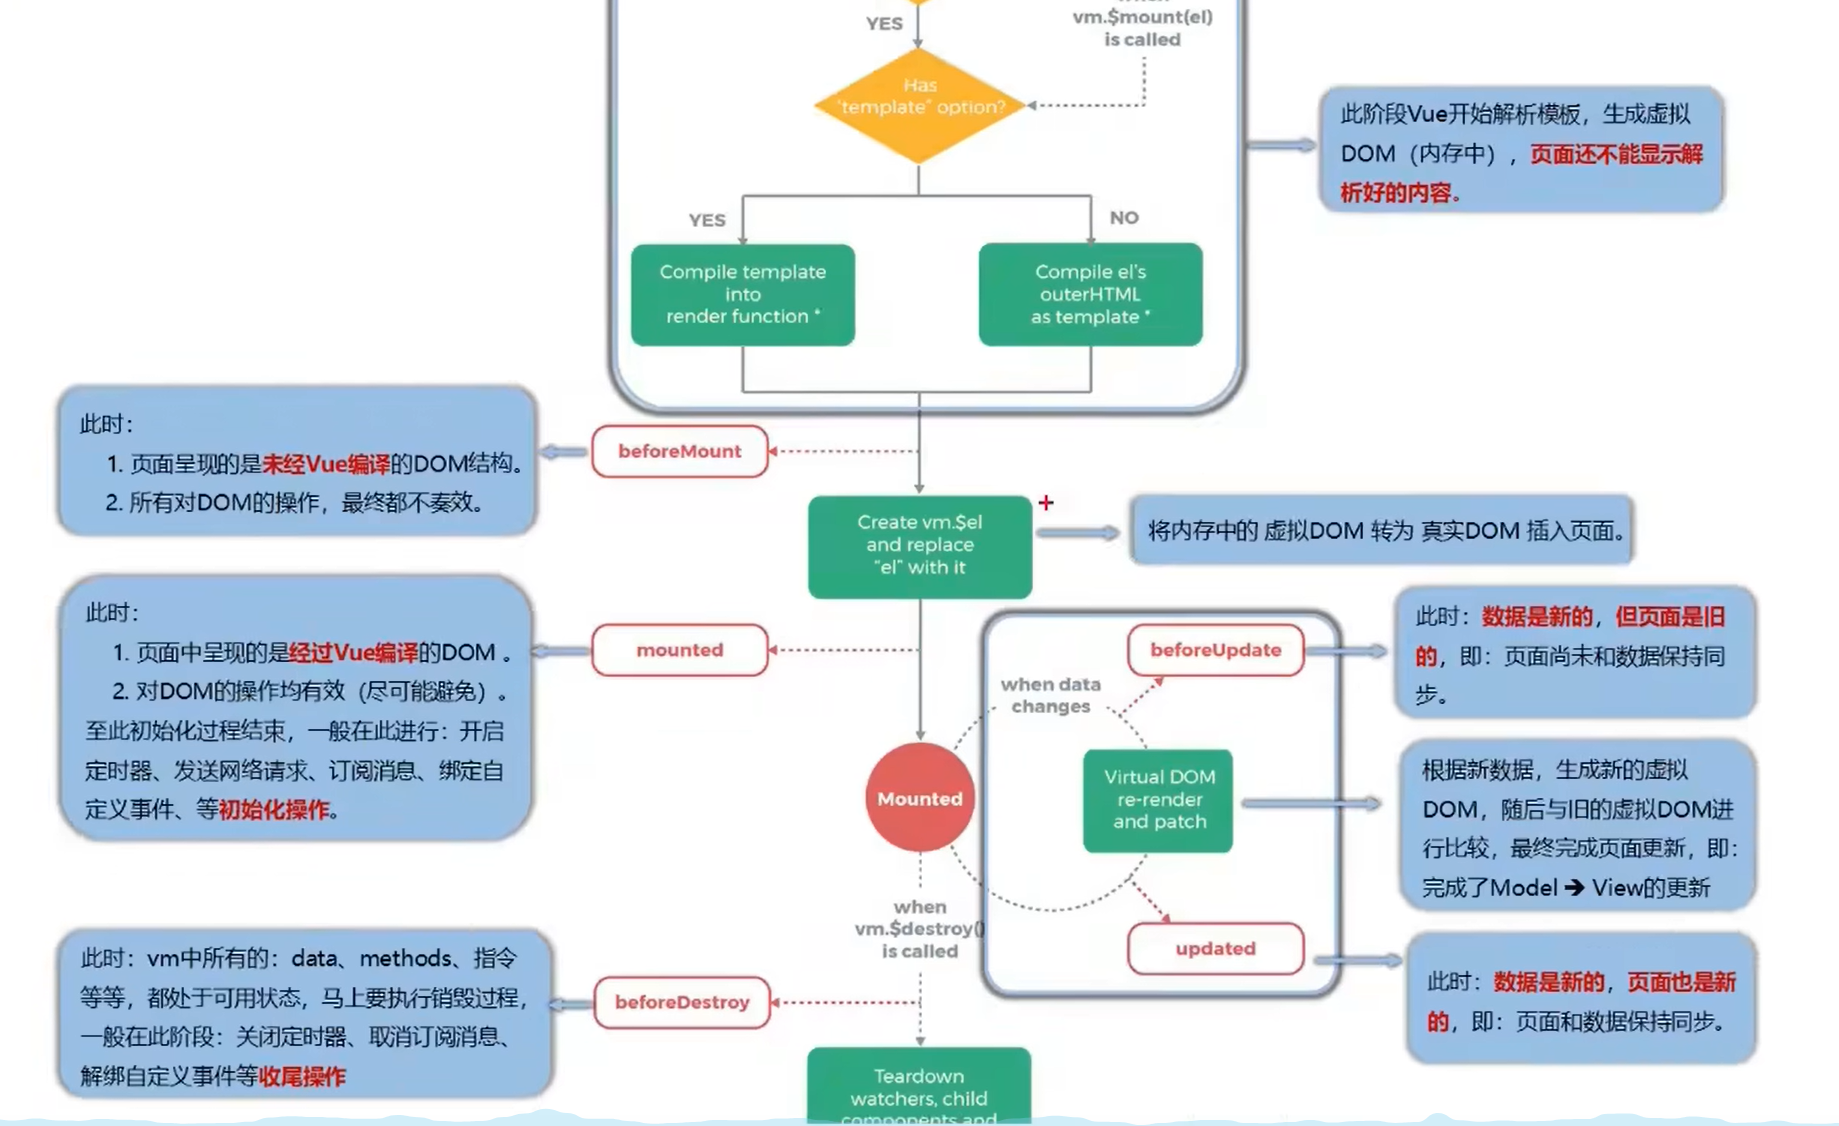 YES
vm.$mount(el)
is called
Has
"template" option?
此阶段Vue开始解析模板，生成虚拟
DOM（内存中），页面还不能显示解
析好的内容。
YES
NO
Compile template
into
render function *
Compile el's
outerHTML
as template *
此时：
1. 页面呈现的是未经Vue编译的DOM结构。
2. 所有对DOM的操作，最终都不奏效。
beforeMount
Create vm.$el
and replace
"el" with it
将内存中的 虚拟DOM 转为 真实DOM 插入页面。
此时：
1. 页面中呈现的是经过Vue编译的DOM 。
2. 对DOM的操作均有效（尽可能避免）。
至此初始化过程结束，一般在此进行：开启
定时器、发送网络请求、订阅消息、绑定自
定义事件、等初始化操作。
mounted
beforeUpdate
此时：数据是新的，但页面是旧
的，即：页面尚未和数据保持同
步。
when data
changes
Mounted
Virtual DOM
re-render
and patch
根据新数据，生成新的虚拟
DOM，随后与旧的虚拟DOM进
行比较，最终完成页面更新，即：
完成了Model ➔ View的更新
when
vm.$destroy()
is called
updated
此时：数据是新的，页面也是新
的，即：页面和数据保持同步。
此时：vm中所有的：data、methods、指令
等等，都处于可用状态，马上要执行销毁过程，
一般在此阶段：关闭定时器、取消订阅消息、
解绑自定义事件等收尾操作
beforeDestroy
Teardown
watchers, child
components and